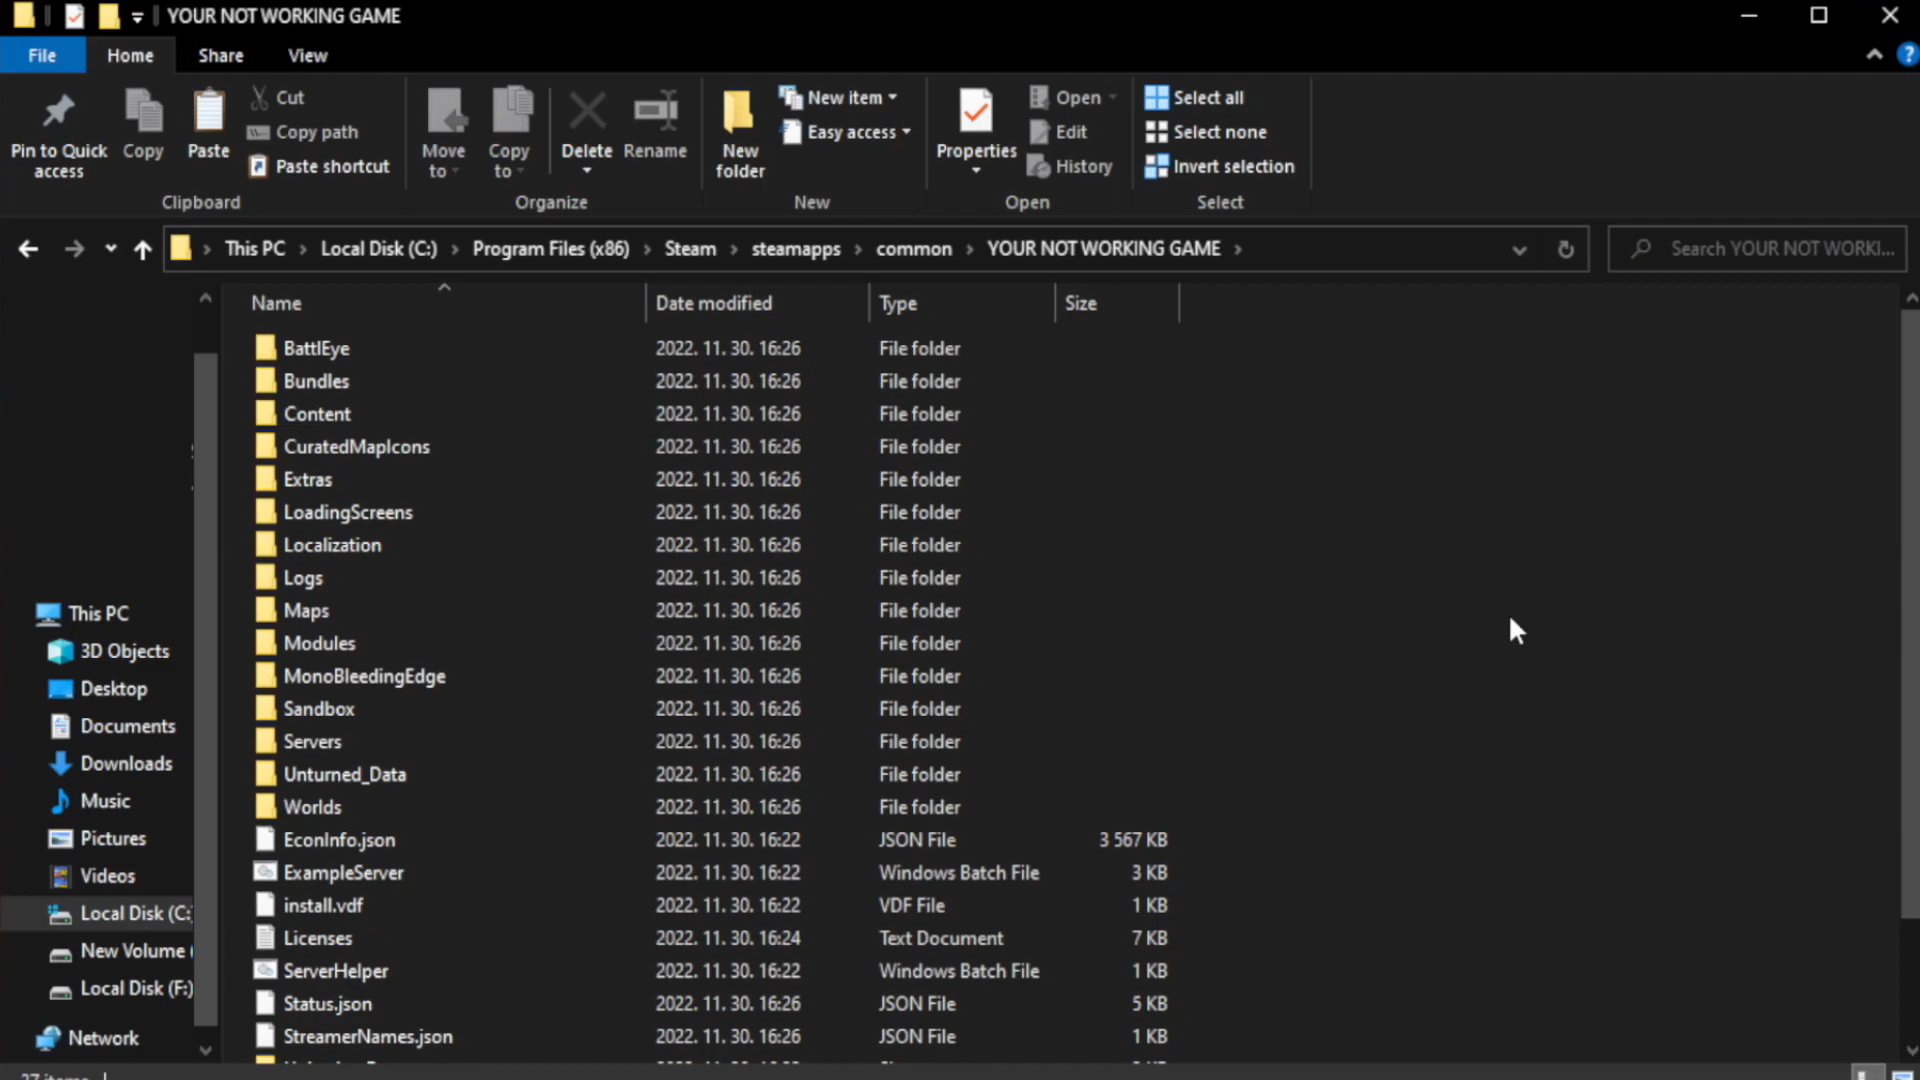 YOUR NOT WORKING GAME
File Home Share View
Pin to Quick access
Copy
Paste
Cut
Copy path
Paste shortcut
Clipboard
Move to
Copy to
Delete
Rename
Organize
New folder
New item
Easy access
New
Properties
Open
Edit
History
Open
Select all
Select none
Invert selection
Select
This PC > Local Disk (C:) > Program Files (x86) > Steam > steamapps > common > YOUR NOT WORKING GAME >
Search YOUR NOT WORKI...
This PC
3D Objects
Desktop
Documents
Downloads
Music
Pictures
Videos
Local Disk (C:
New Volume
Local Disk (F:)
Network
Name Date modified Type Size
BattlEye 2022. 11. 30. 16:26 File folder
Bundles 2022. 11. 30. 16:26 File folder
Content 2022. 11. 30. 16:26 File folder
CuratedMapIcons 2022. 11. 30. 16:26 File folder
Extras 2022. 11. 30. 16:26 File folder
LoadingScreens 2022. 11. 30. 16:26 File folder
Localization 2022. 11. 30. 16:26 File folder
Logs 2022. 11. 30. 16:26 File folder
Maps 2022. 11. 30. 16:26 File folder
Modules 2022. 11. 30. 16:26 File folder
MonoBleedingEdge 2022. 11. 30. 16:26 File folder
Sandbox 2022. 11. 30. 16:26 File folder
Servers 2022. 11. 30. 16:26 File folder
Unturned_Data 2022. 11. 30. 16:26 File folder
Worlds 2022. 11. 30. 16:26 File folder
EconInfo.json 2022. 11. 30. 16:22 JSON File 3 567 KB
ExampleServer 2022. 11. 30. 16:22 Windows Batch File 3 KB
install.vdf 2022. 11. 30. 16:22 VDF File 1 KB
Licenses 2022. 11. 30. 16:24 Text Document 7 KB
ServerHelper 2022. 11. 30. 16:22 Windows Batch File 1 KB
Status.json 2022. 11. 30. 16:26 JSON File 5 KB
StreamerNames.json 2022. 11. 30. 16:26 JSON File 1 KB